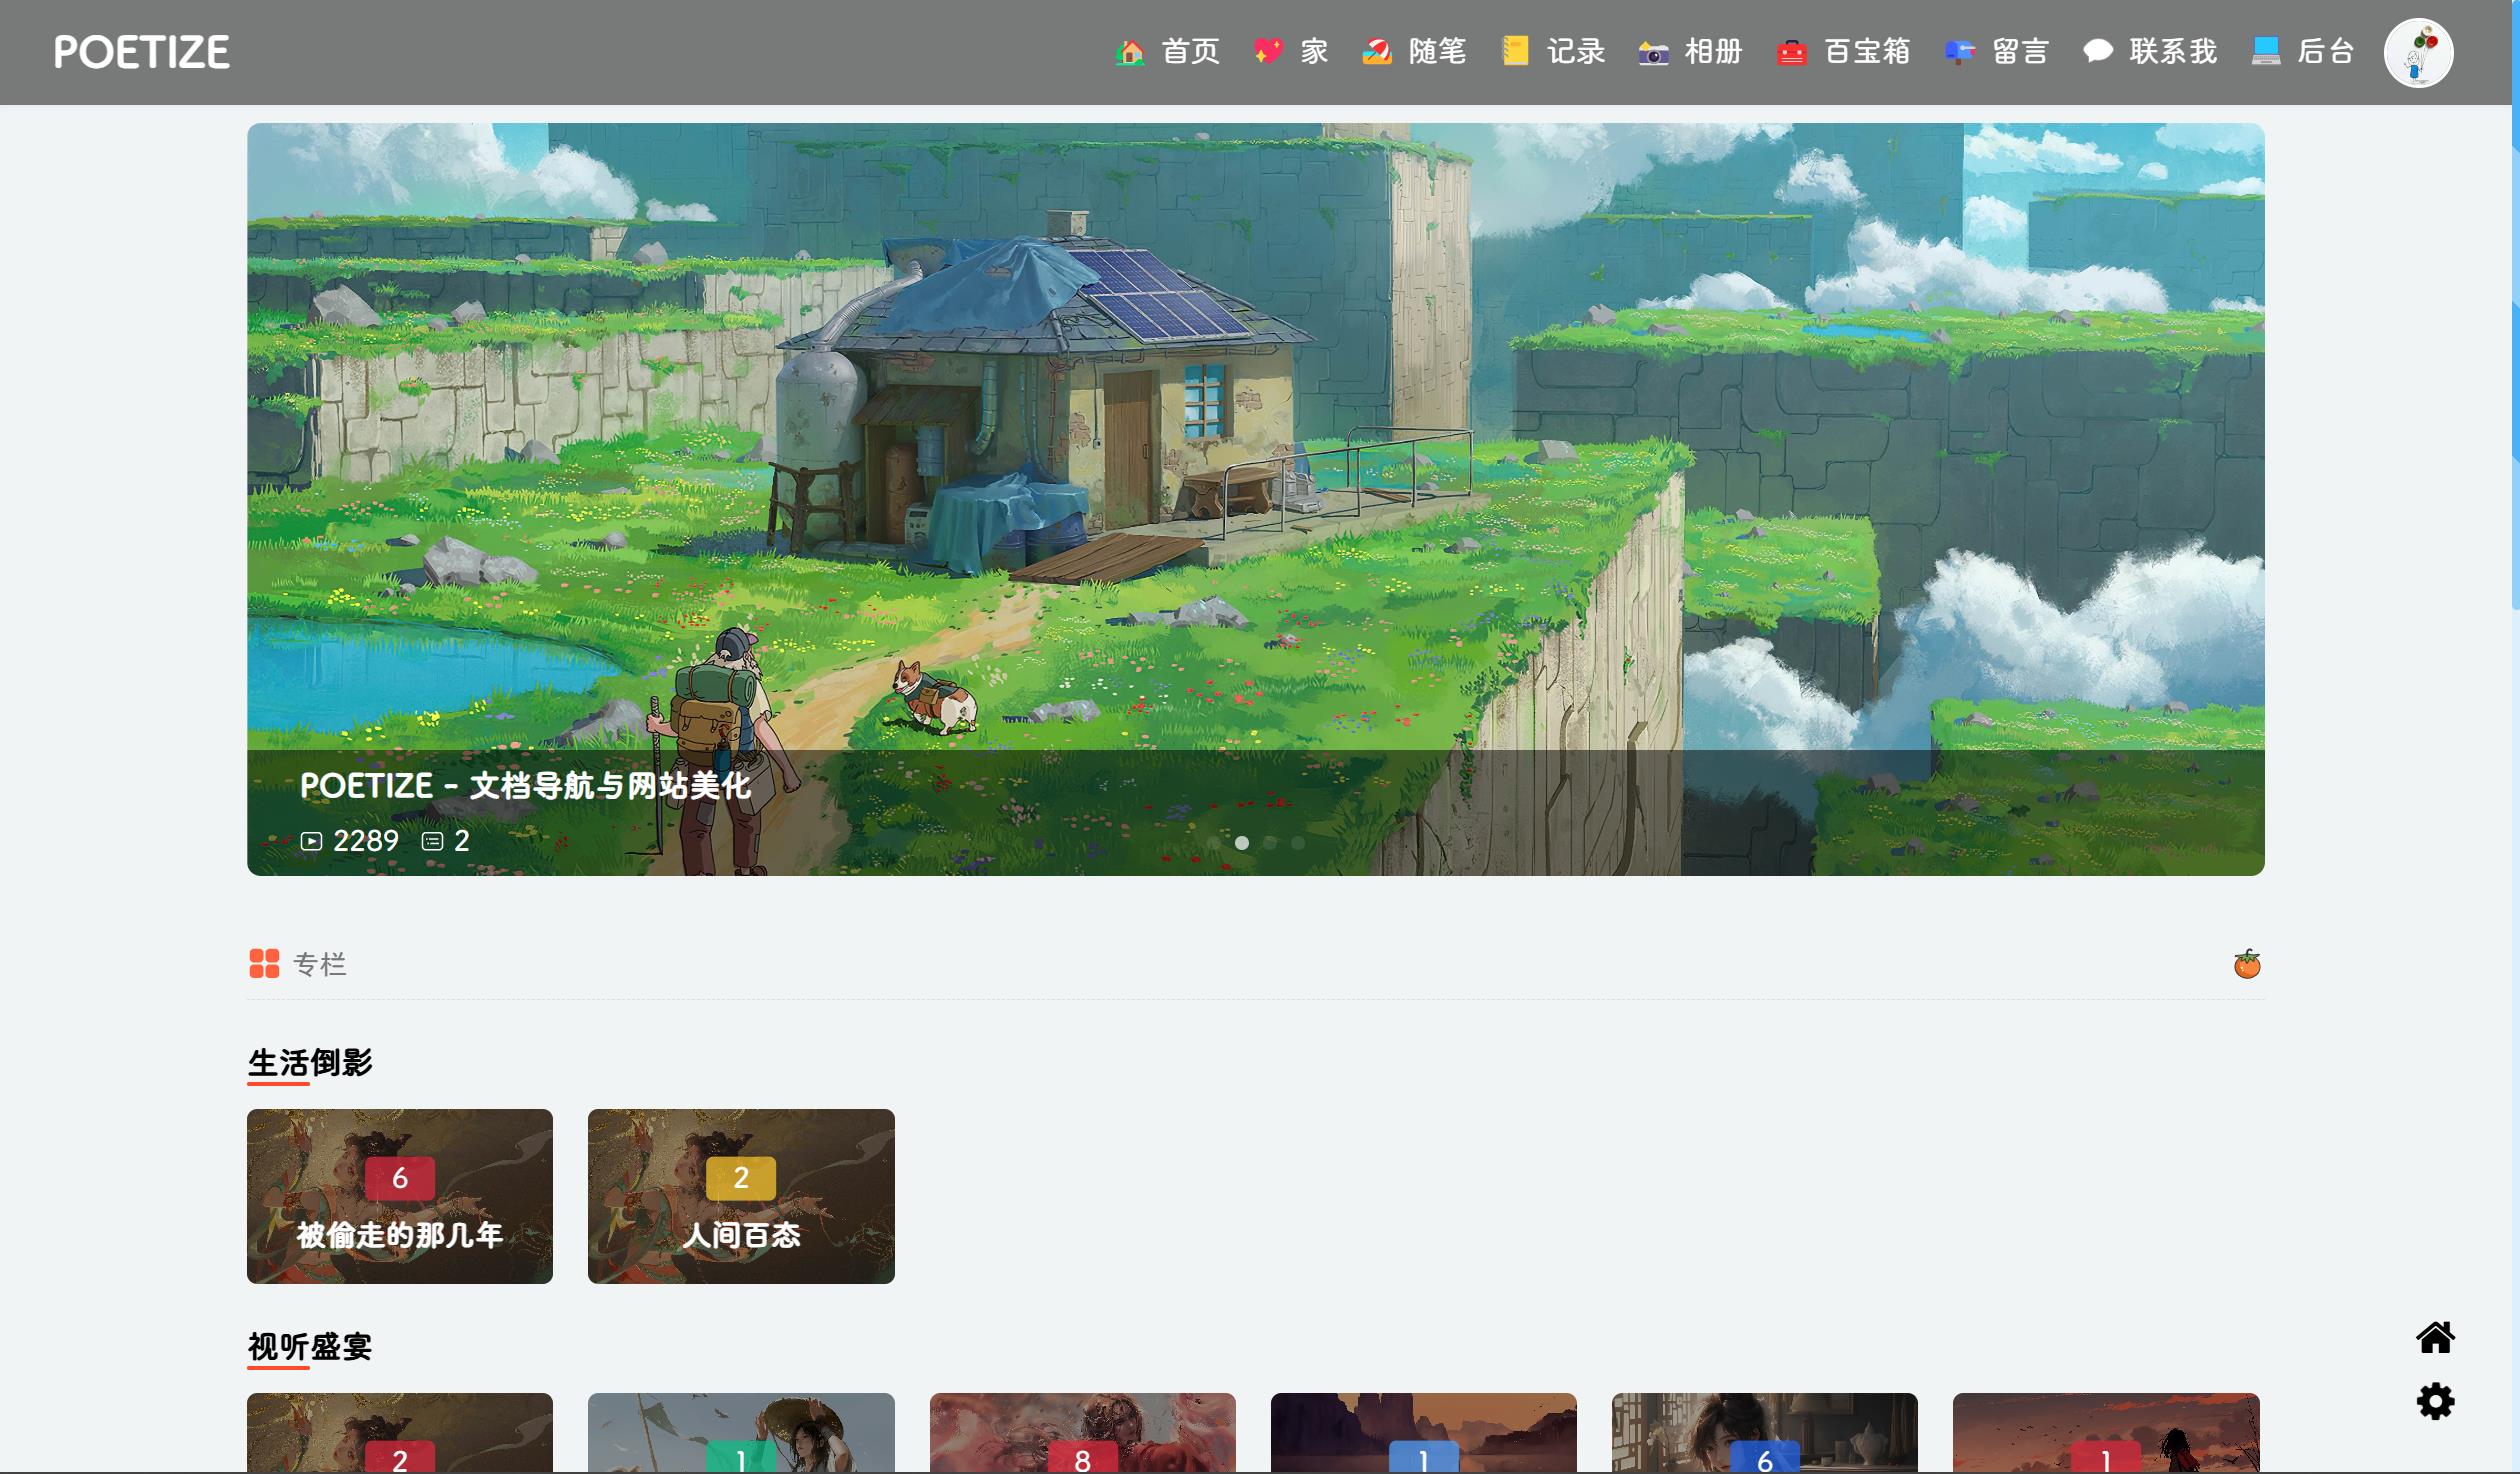 POETIZE
首页 家 随笔 记录 相册 百宝箱 留言 联系我 后台
POETIZE - 文档导航与网站美化
2289 2
专栏
生活倒影
6 2
被偷走的那几年 人间百态
视听盛宴
2 1 8 1 6 1